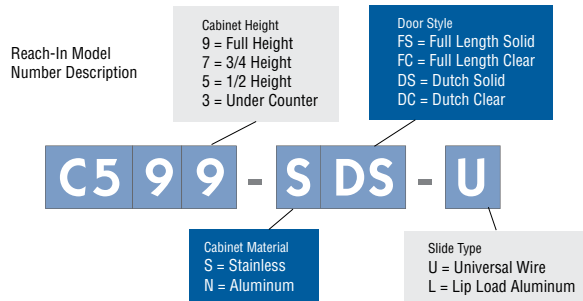 Reach-In Model
Number Description
Cabinet Height
9 = Full Height
7 = 3/4 Height
5 = 1/2 Height
3 = Under Counter
Door Style
FS = Full Length Solid
FC = Full Length Clear
DS = Dutch Solid
DC = Dutch Clear
C5 9 9 - S DS - U
Cabinet Material
S = Stainless
N = Aluminum
Slide Type
U = Universal Wire
L = Lip Load Aluminum